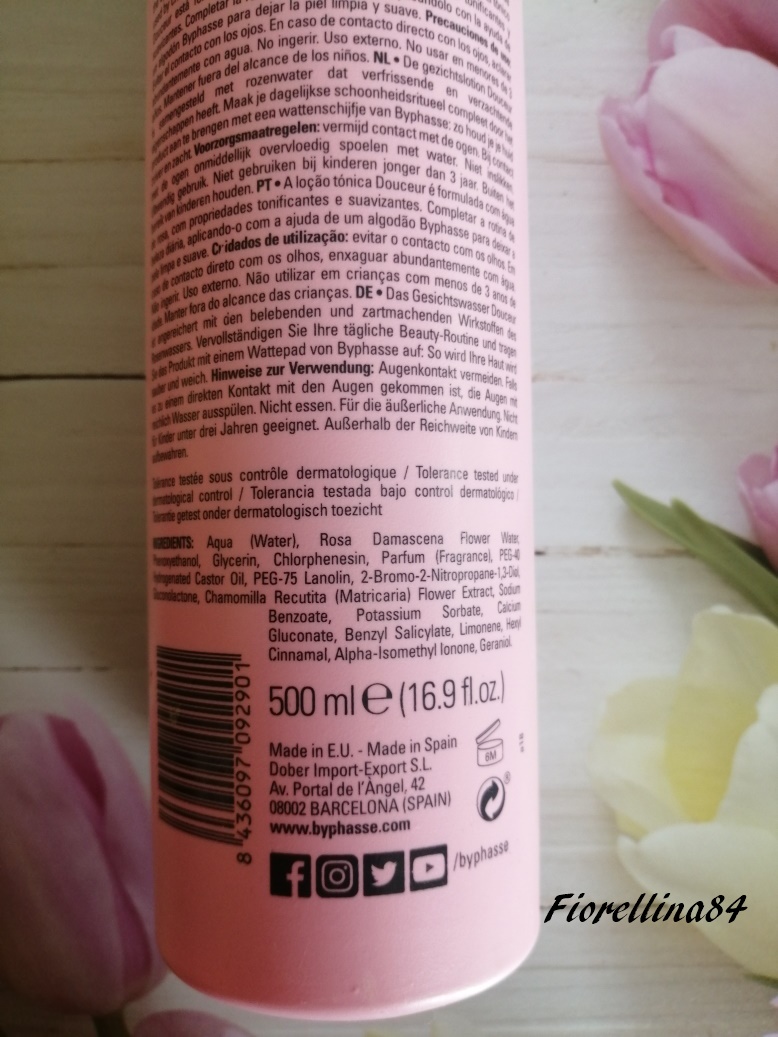 Completar la
algodón Byphasse para dejar la piel limpia y suave. Precauciones de
contacto con los ojos. En caso de contacto directo con los ojos,
con agua. No ingerir. Uso externo. No usar en menores de 3
Mantener fuera del alcance de los niños. NL • De gezichtslotion Douceur
met rozenwater dat verfrissende en verzachtende
heeft. Maak je dagelijkse schoonheidsritueel compleet door het
aan te brengen met een wattenschijfje van Byphasse: zo houd je je huid
en zacht. Voorzorgsmaatregelen: vermijd contact met de ogen. Bij contact
de ogen onmiddellijk overvloedig spoelen met water. Niet inslikken.
gebruik. Niet gebruiken bij kinderen jonger dan 3 jaar. Buiten het
van kinderen houden. PT • A loção tónica Douceur é formulada com água
rosa, com propriedades tonificantes e suavizantes. Completar a rotina de
diária, aplicando-o com a ajuda de um algodão Byphasse para deixar a
limpa e suave. Cuidados de utilização: evitar o contacto com os olhos. Em
de contacto direto com os olhos, enxaguar abundantemente com água.
Não ingerir. Uso externo. Não utilizar em crianças com menos de 3 anos de
Manter fora do alcance das crianças. DE • Das Gesichtswasser Douceur
angereichert mit den belebenden und zartmachenden Wirkstoffen des
Rosenwassers. Vervollständigen Sie Ihre tägliche Beauty-Routine und tragen
Sie das Produkt mit einem Wattepad von Byphasse auf: So wird Ihre Haut wird
sauber und weich. Hinweise zur Verwendung: Augenkontakt vermeiden. Falls
es zu einem direkten Kontakt mit den Augen gekommen ist, die Augen mit
reichlich Wasser ausspülen. Nicht essen. Für die äußerliche Anwendung. Nicht
für Kinder unter drei Jahren geeignet. Außerhalb der Reichweite von Kindern
aufbewahren.
Tolérance testée sous contrôle dermatologique / Tolerance tested under
dermatological control / Tolerancia testada bajo control dermatológico /
Tolerantie getest onder dermatologisch toezicht
INGREDIENTS: Aqua (Water), Rosa Damascena Flower Water,
Phenoxyethanol, Glycerin, Chlorphenesin, Parfum (Fragrance), PEG-40
Hydrogenated Castor Oil, PEG-75 Lanolin, 2-Bromo-2-Nitropropane-1,3-Diol,
Gluconolactone, Chamomilla Recutita (Matricaria) Flower Extract, Sodium
Benzoate, Potassium Sorbate, Calcium
Gluconate, Benzyl Salicylate, Limonene, Hexyl
Cinnamal, Alpha-Isomethyl Ionone, Geraniol.
500 ml e (16.9 fl.oz.)
Made in E.U. - Made in Spain
Dober Import-Export S.L.
Av. Portal de l'Àngel, 42
08002 BARCELONA (SPAIN)
www.byphasse.com
6M
/byphasse
8 436097 092901
Fiorellina84